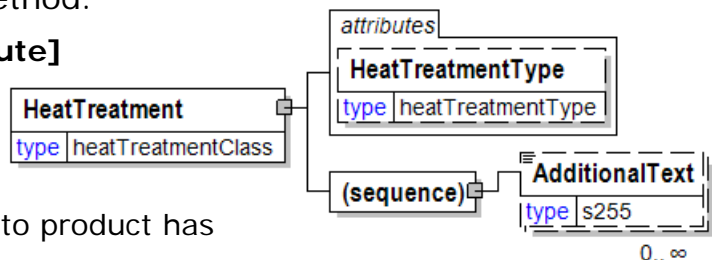 ethod.
ute]
attributes
HeatTreatmentType
type heatTreatmentType
HeatTreatment
type heatTreatmentClass
(sequence)
AdditionalText
type s255
0..∞
to product has